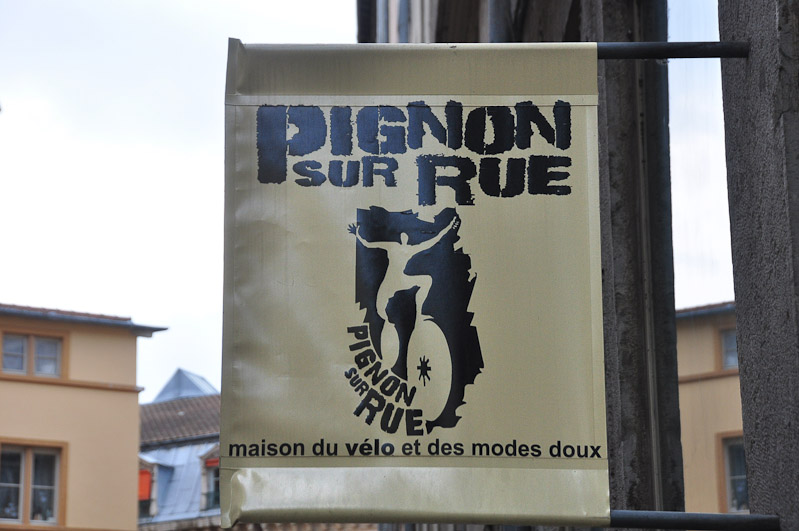 PIGNON
SUR RUE
PIGNON
SUR
RUE
maison du vélo et des modes doux